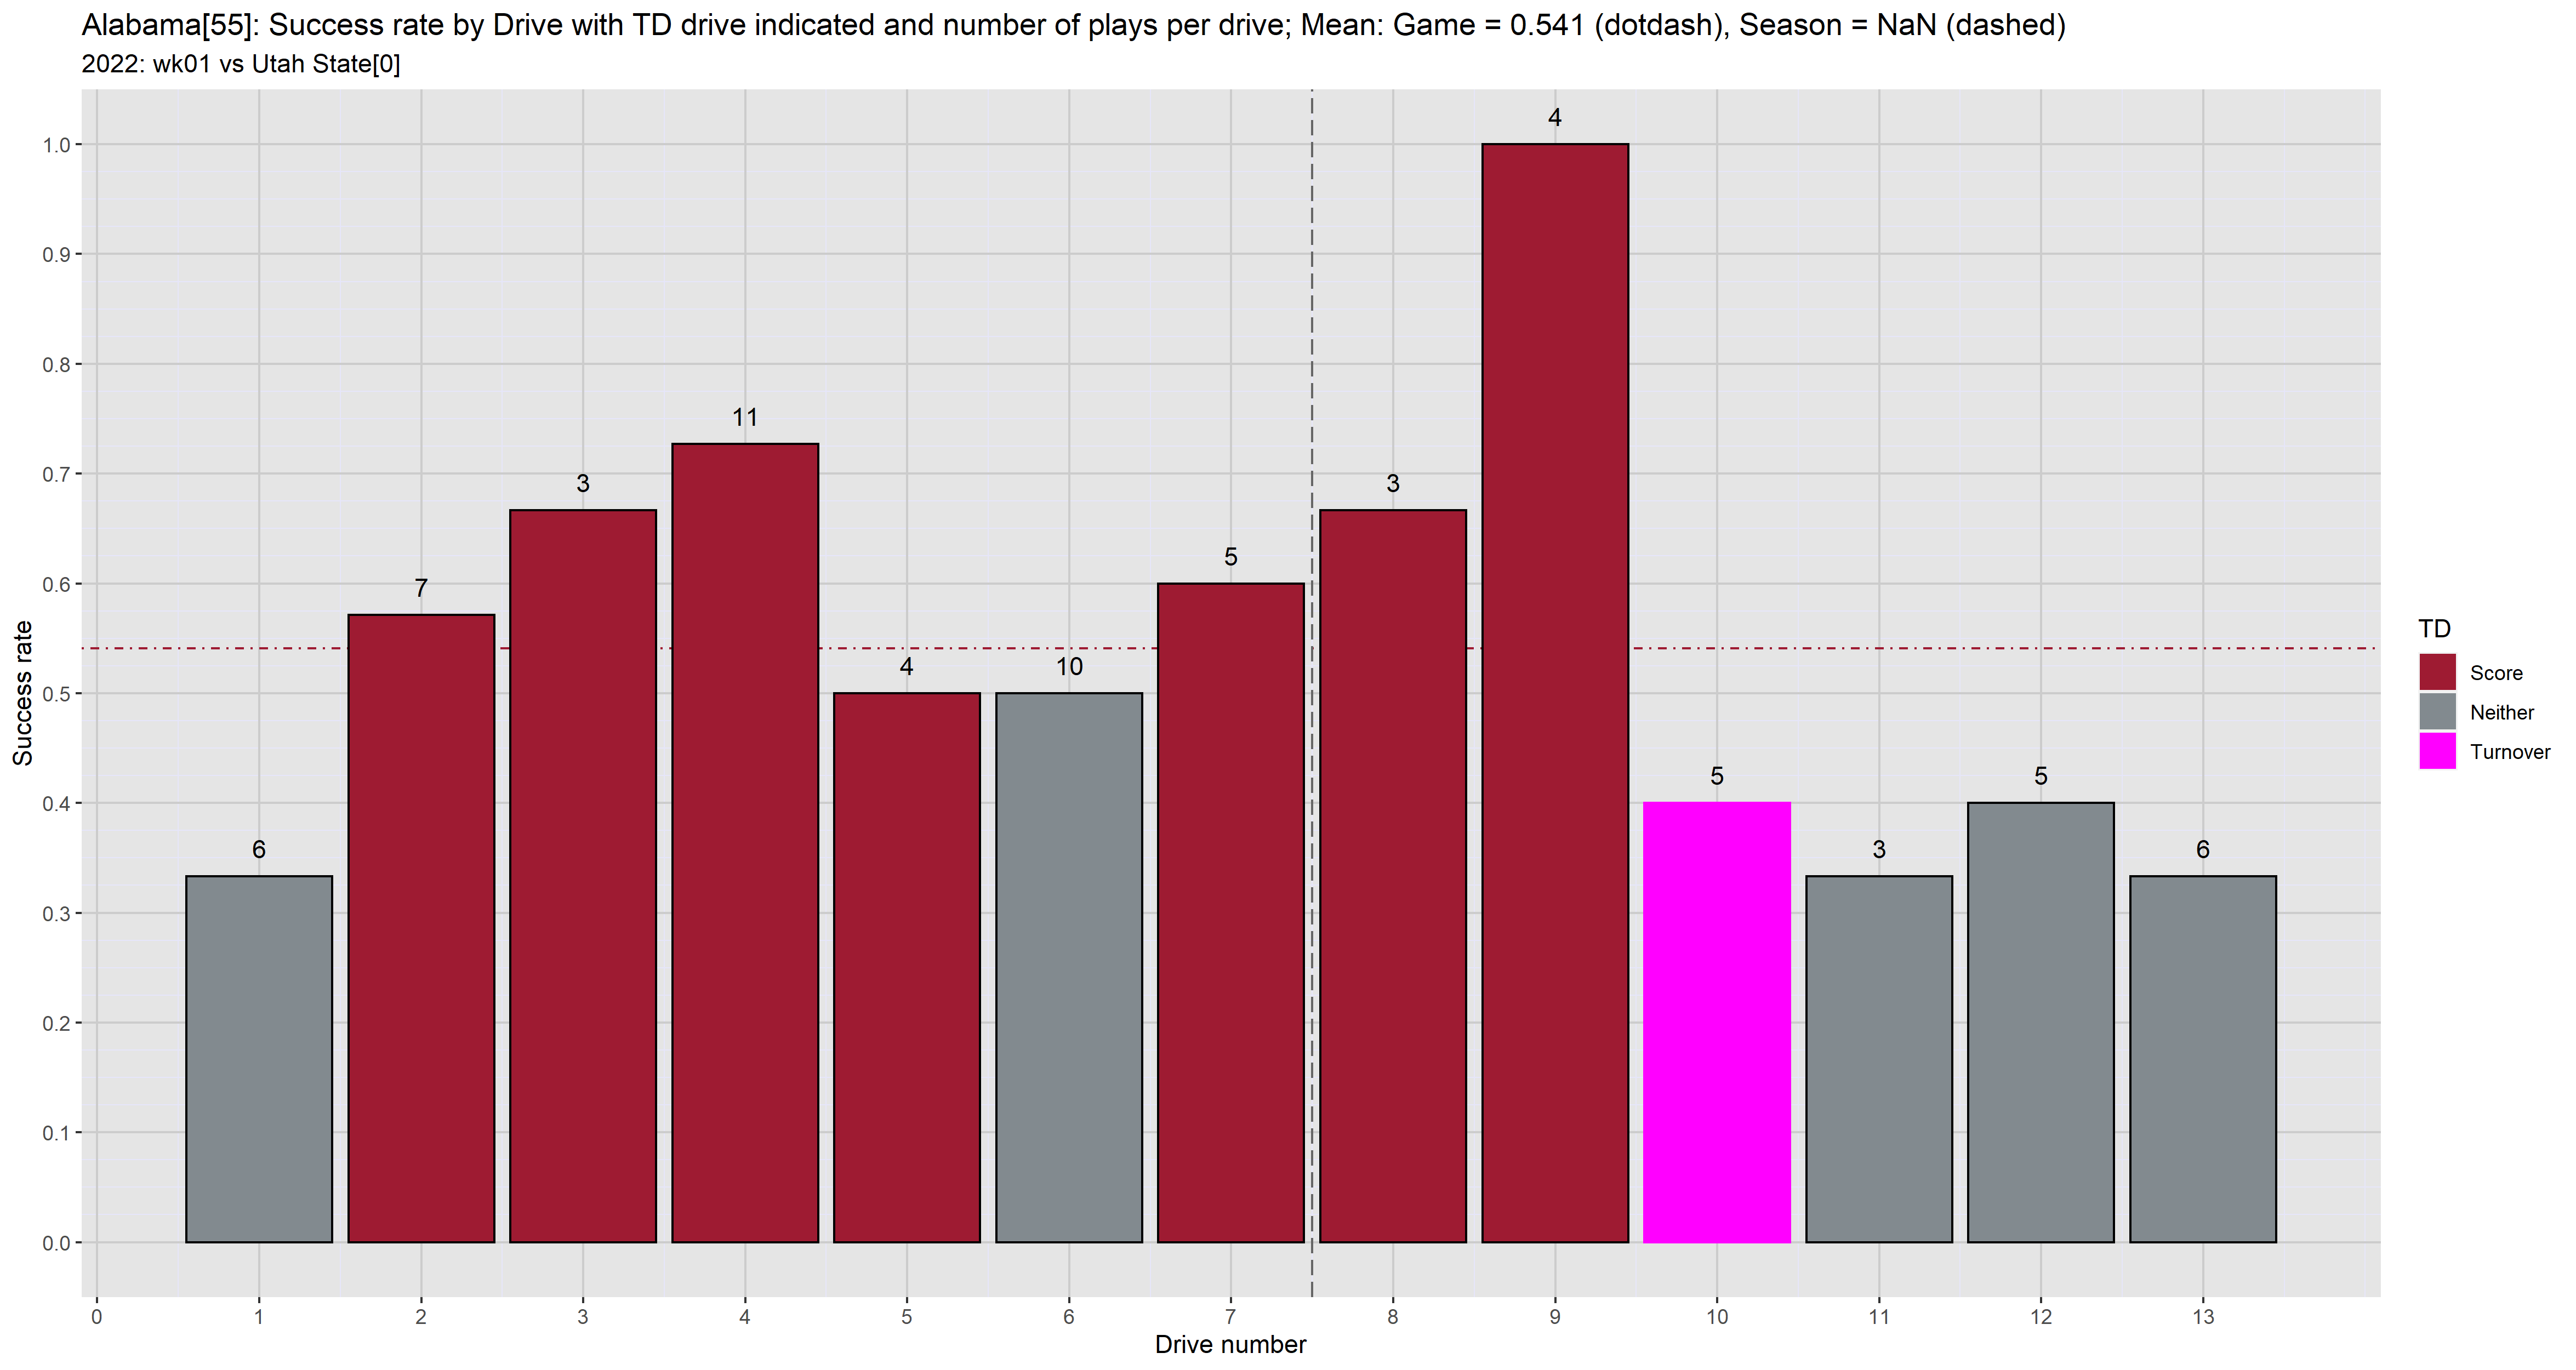 Alabama[55]: Success rate by Drive with TD drive indicated and number of plays per drive; Mean: Game = 0.541 (dotdash), Season = NaN (dashed)
2022: wk01 vs Utah State[0]
Success rate
1.0
0.9
0.8
0.7
0.6
0.5
0.4
0.3
0.2
0.1
0.0
6
7
3
11
4
10
5
3
4
5
3
5
6
0 1 2 3 4 5 6 7 8 9 10 11 12 13
Drive number
TD
Score
Neither
Turnover